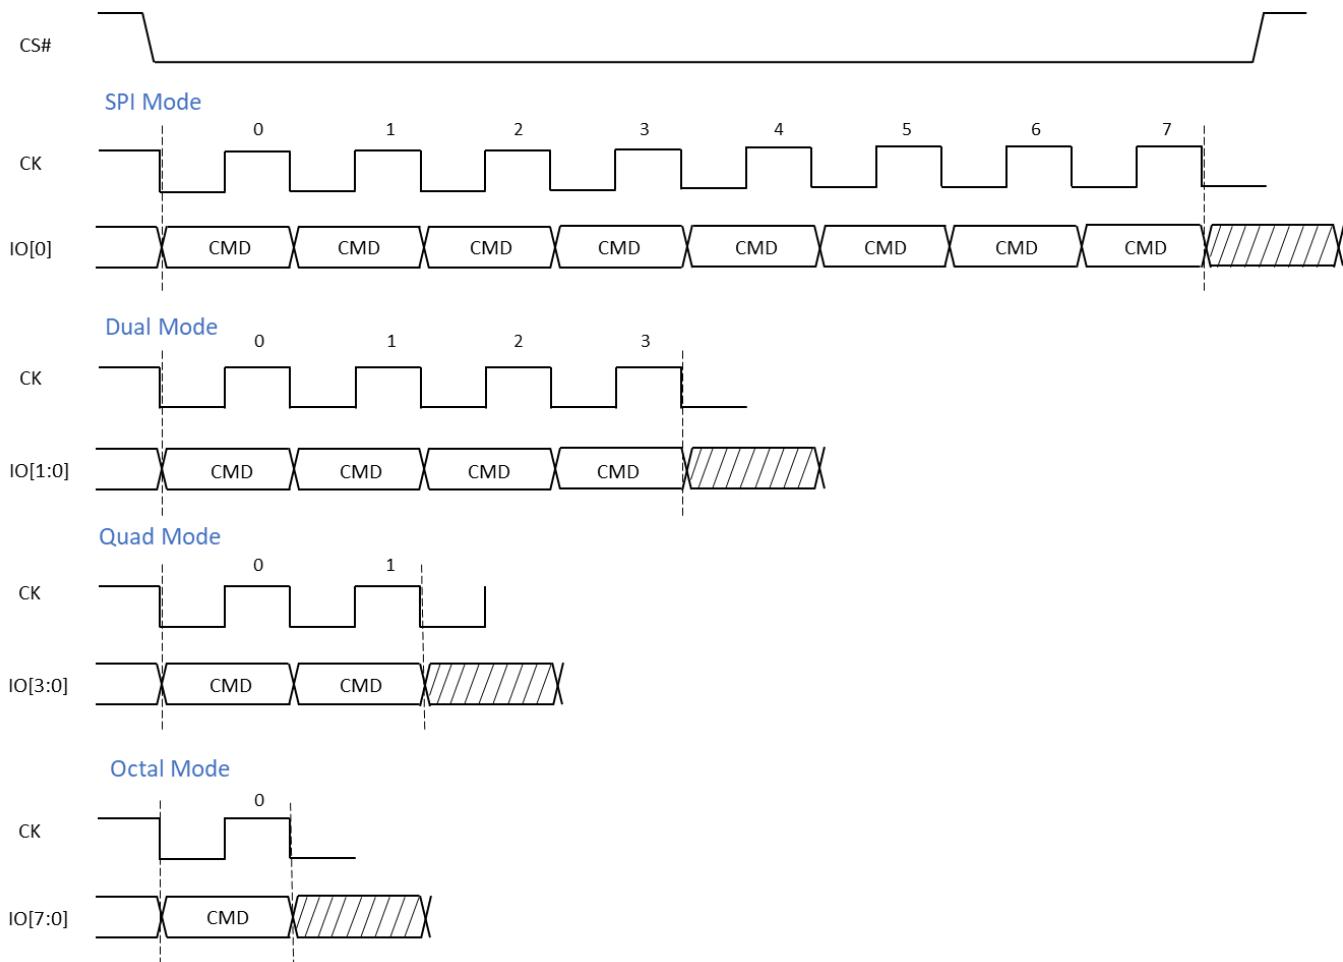 CS#
SPI Mode
0 1 2 3 4 5 6 7
CK
IO[0] CMD CMD CMD CMD CMD CMD CMD CMD
Dual Mode
0 1 2 3
CK
IO[1:0] CMD CMD CMD CMD
Quad Mode
0 1
CK
IO[3:0] CMD CMD
Octal Mode
0
CK
IO[7:0] CMD